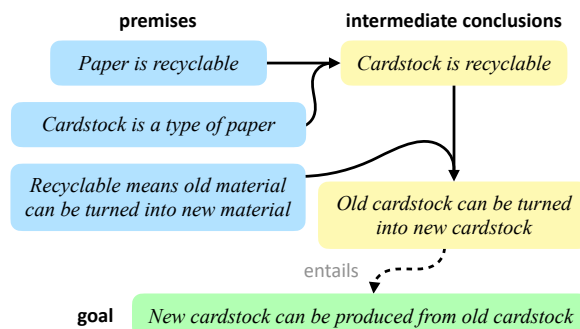 premises
intermediate conclusions
Paper is recyclable
Cardstock is recyclable
Cardstock is a type of paper
Recyclable means old material
can be turned into new material
Old cardstock can be turned
into new cardstock
entails
goal
New cardstock can be produced from old cardstock